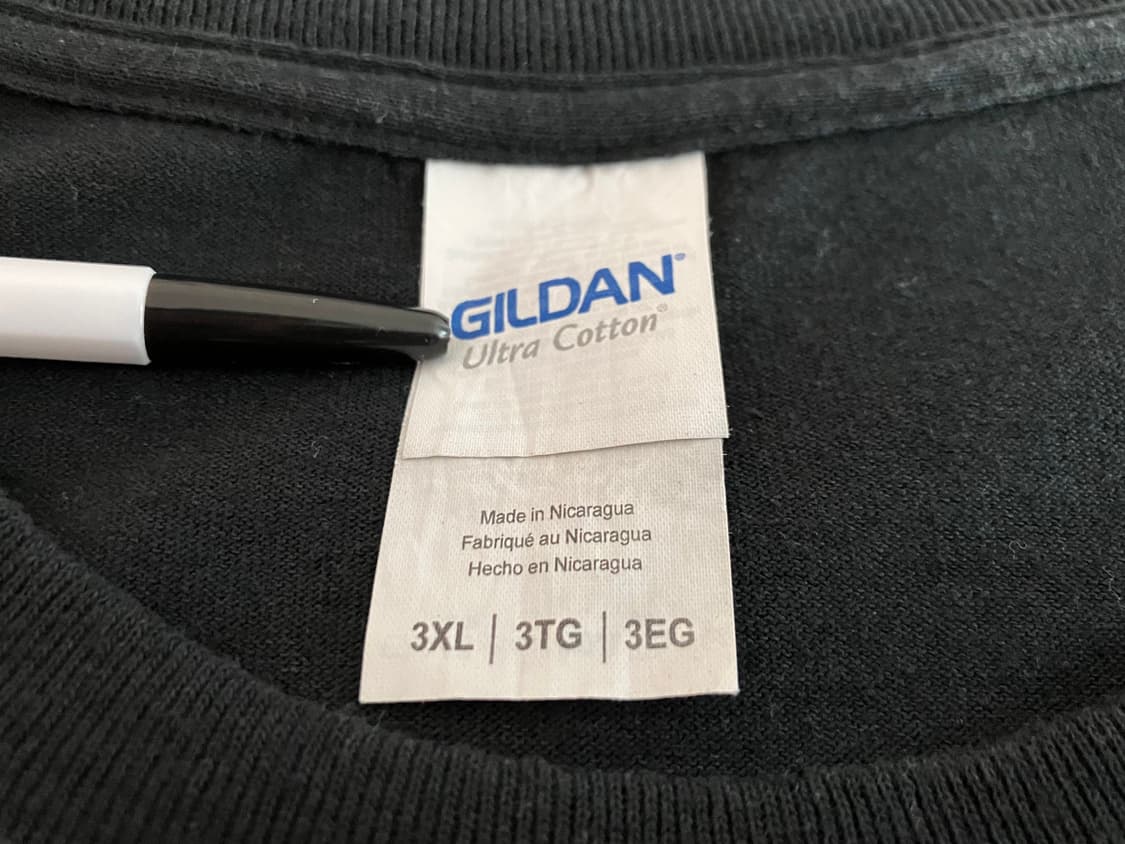 GILDAN®
Ultra Cotton®
Made in Nicaragua
Fabriqué au Nicaragua
Hecho en Nicaragua
3XL | 3TG | 3EG